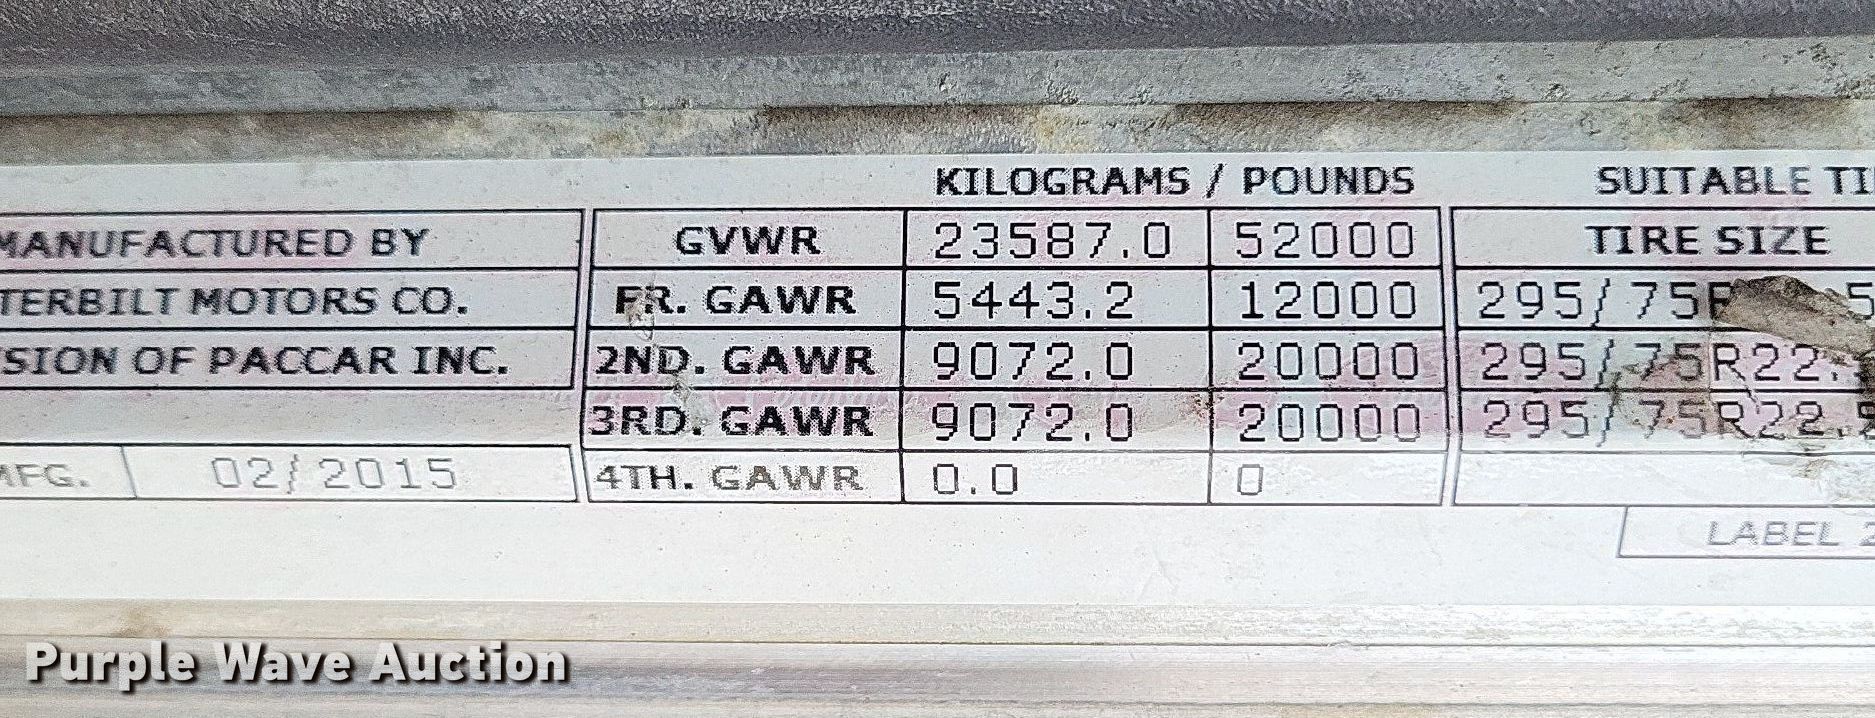 KILOGRAMS / POUNDS SUITABLE
MANUFACTURED BY GVWR 23587.0 52000 TIRE SIZE
TERBILT MOTORS CO. FR. GAWR 5443.2 12000 295/75R
SION OF PACCAR INC. 2ND. GAWR 9072.0 20000 295/75R22.
3RD. GAWR 9072.0 20000 295/75R22.5
MFG. 02/2015 4TH. GAWR 0.0 0
LABEL 2
Purple Wave Auction